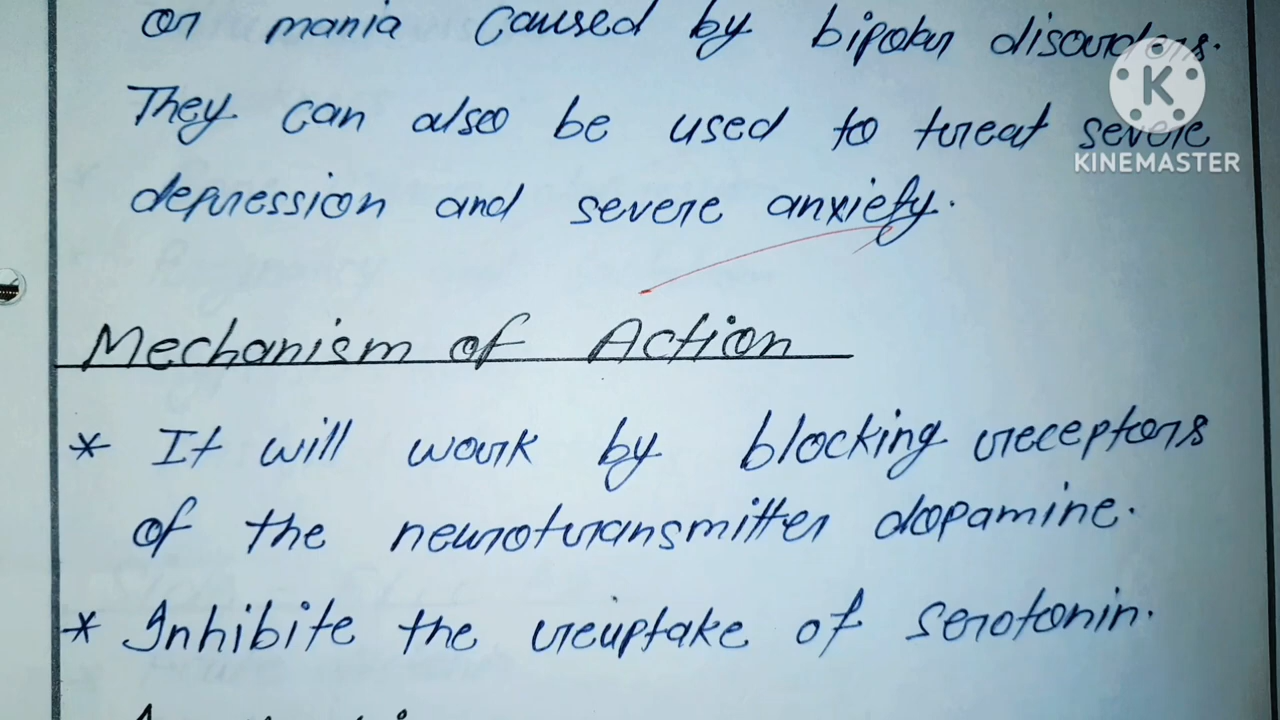 or mania caused by bipolar disorders.
They can also be used to treat severe
depression and severe anxiety.
Mechanism of Action
* It will work by blocking receptors
of the neurotransmitter dopamine.
* Inhibite the reuptake of serotonin.
K
KINEMASTER